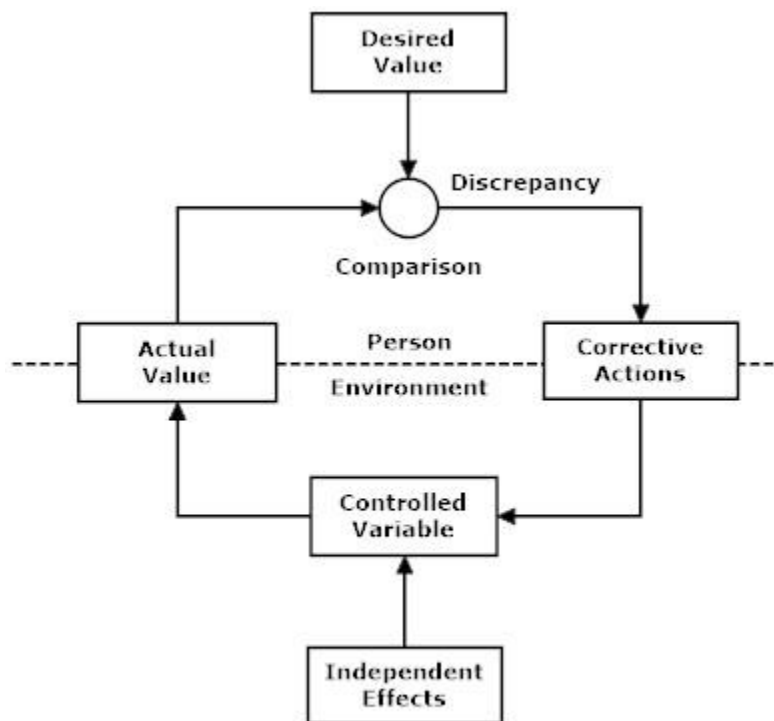 Desired
Value
Discrepancy
Comparison
Actual
Value
Person
Environment
Corrective
Actions
Controlled
Variable
Independent
Effects